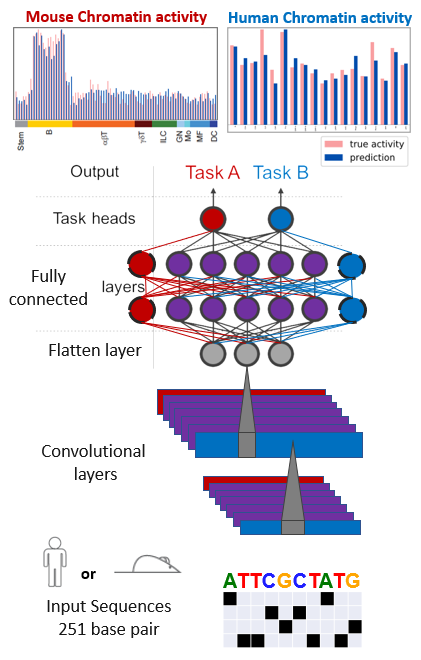 Mouse Chromatin activity
Human Chromatin activity
Stem
B
αβT
γδT
ILC
GN
Mo
MF
DC
true activity
prediction
Output
Task A
Task B
Task heads
Fully
connected
layers
Flatten layer
Convolutional
layers
or
Input Sequences
251 base pair
ATTCGCTATG